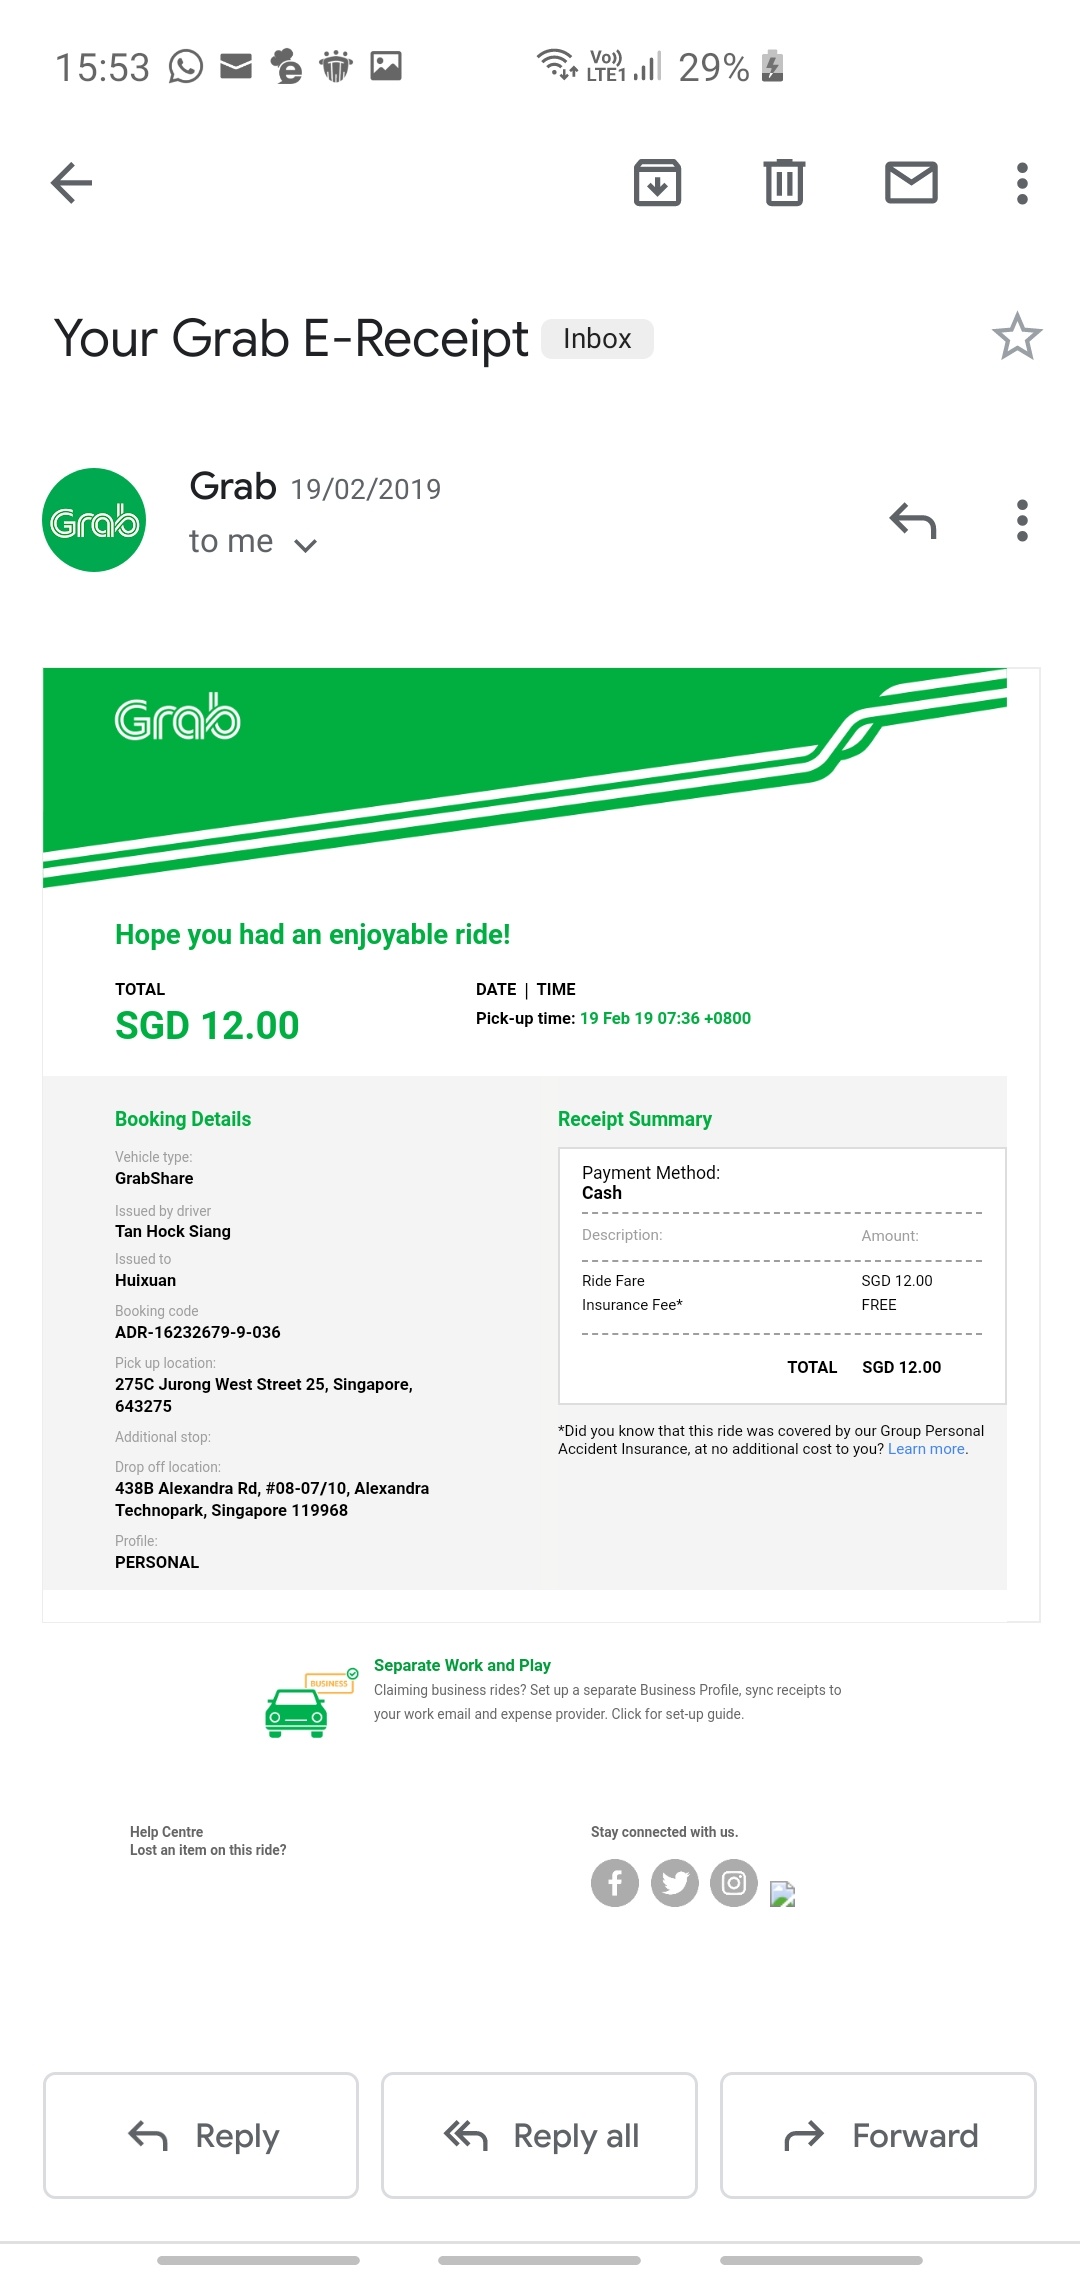 15:53
Vo))
LTE1
29%
Your Grab E-Receipt
Inbox
Grab
Grab 19/02/2019
to me
Grab
Hope you had an enjoyable ride!
TOTAL
SGD 12.00
DATE | TIME
Pick-up time: 19 Feb 19 07:36 +0800
Booking Details
Vehicle type:
GrabShare
Issued by driver
Tan Hock Siang
Issued to
Huixuan
Booking code
ADR-16232679-9-036
Pick up location:
275C Jurong West Street 25, Singapore,
643275
Additional stop:
Drop off location:
438B Alexandra Rd, #08-07/10, Alexandra
Technopark, Singapore 119968
Profile:
PERSONAL
Receipt Summary
Payment Method:
Cash
Description: Amount:
Ride Fare SGD 12.00
Insurance Fee* FREE
TOTAL SGD 12.00
*Did you know that this ride was covered by our Group Personal
Accident Insurance, at no additional cost to you? Learn more.
BUSINESS
Separate Work and Play
Claiming business rides? Set up a separate Business Profile, sync receipts to
your work email and expense provider. Click for set-up guide.
Help Centre
Lost an item on this ride?
Stay connected with us.
Reply
Reply all
Forward